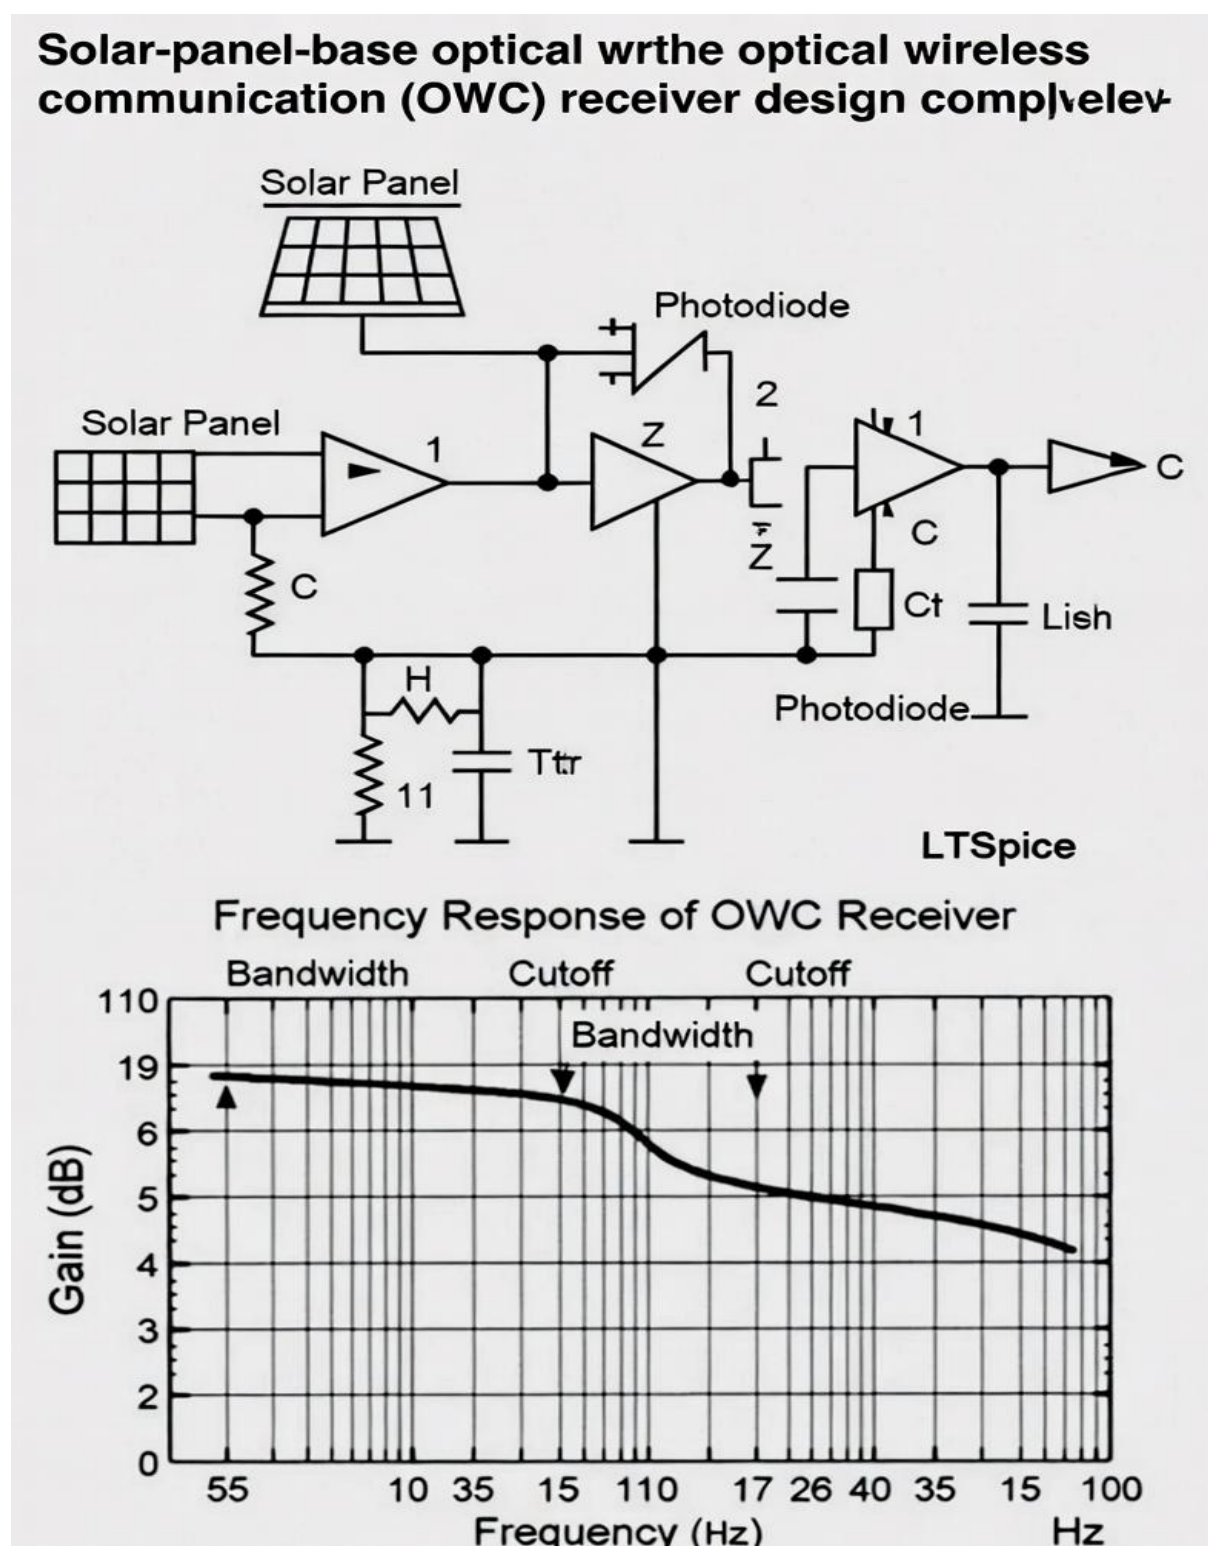 Solar-panel-base optical wrthe optical wireless
communication (OWC) receiver design
Solar Panel
Photodiode
2
Solar Panel
1
Z
1
C
Z
C
C
Ct
Lish
H
Photodiode
11
LTSpice
Frequency Response of OWC Receiver
Bandwidth Cutoff Cutoff
110
Bandwidth
19
6
5
4
3
2
0
Gain (dB)
55 10 35 15 110 17 26 40 35 15 100
Frequency (Hz) Hz